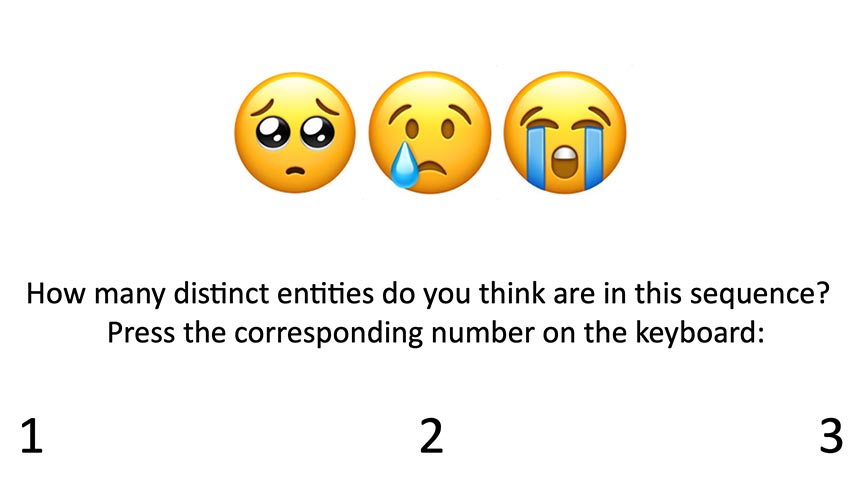 How many distinct entities do you think are in this sequence?
Press the corresponding number on the keyboard:
1 2 3